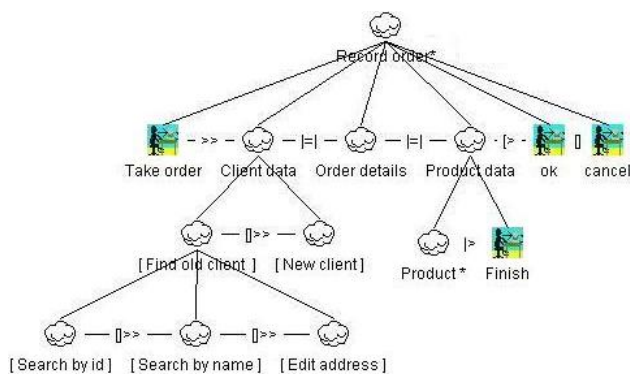 Record order*
- >> - |=| |=| - [> - []
Take order Client data Order details Product data ok cancel
[]>> |>
[ Find old client ] [ New client ] Product * Finish
[]>> []>>
[ Search by id ] [ Search by name ] [ Edit address ]